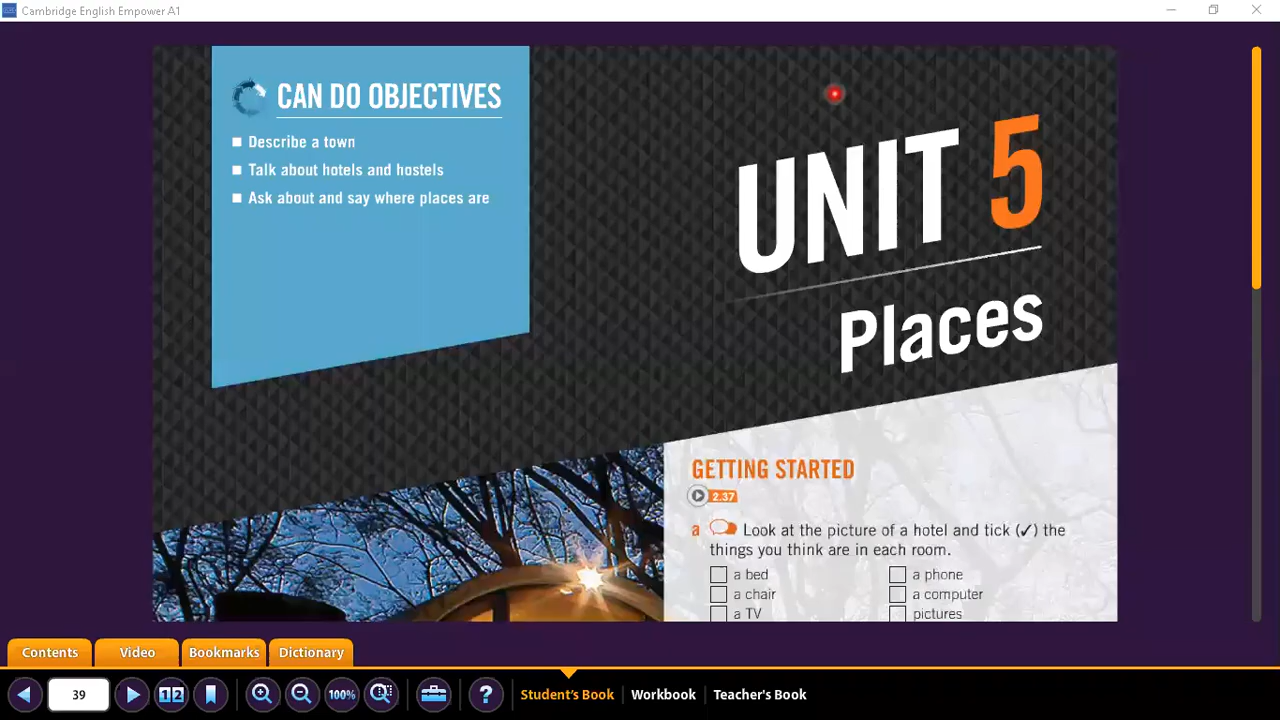 Cambridge English Empower A1
CAN DO OBJECTIVES
Describe a town
Talk about hotels and hostels
Ask about and say where places are
UNIT 5
Places
GETTING STARTED
2.37
a Look at the picture of a hotel and tick (✓) the
things you think are in each room.
a bed
a phone
a chair
a computer
a TV
pictures
Contents
Video
Bookmarks
Dictionary
39
1 2
100%
?
Student's Book
Workbook
Teacher's Book